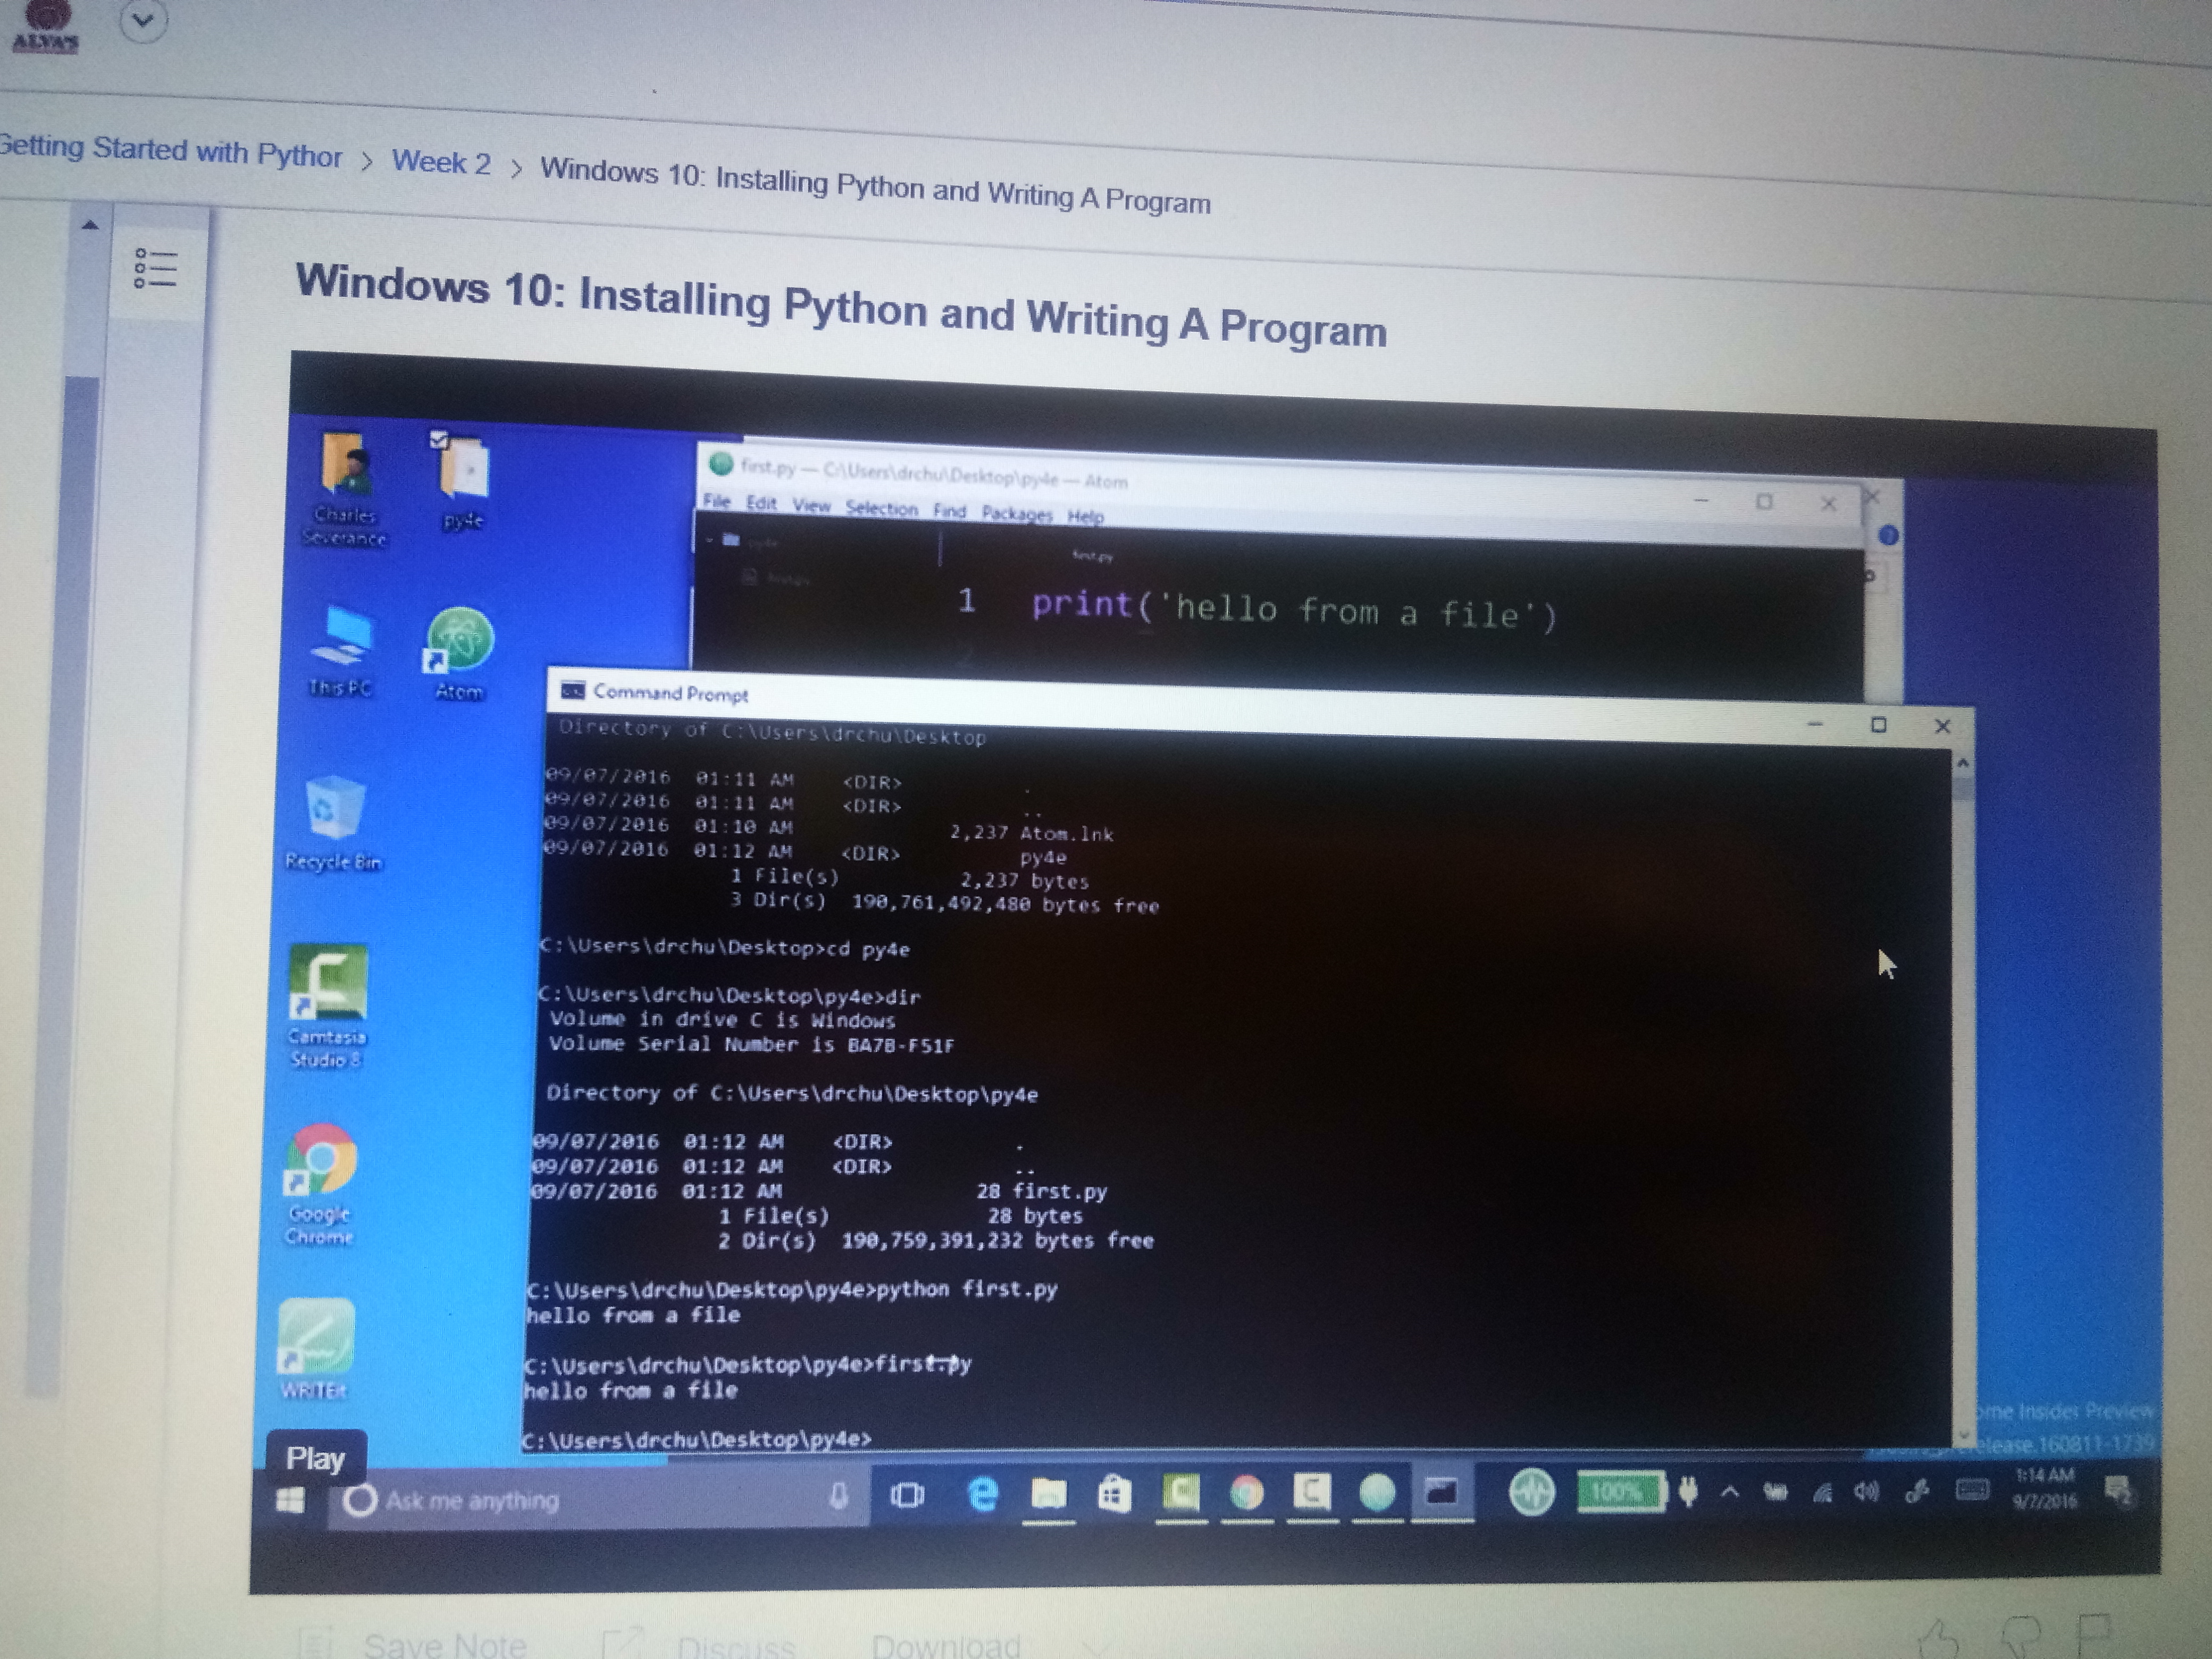 ALVA'S
Getting Started with Pythor > Week 2 > Windows 10: Installing Python and Writing A Program
Windows 10: Installing Python and Writing A Program
Charles Severance
py4e
This PC
Atom
Recycle Bin
Camtasia Studio 8
Google Chrome
WRITEit
first.py — C:\Users\drchu\Desktop\py4e — Atom
File Edit View Selection Find Packages Help
py4e
first.py
1 print('hello from a file')
2
Command Prompt
Directory of C:\Users\drchu\Desktop
09/07/2016 01:11 AM <DIR> .
09/07/2016 01:11 AM <DIR> ..
09/07/2016 01:10 AM 2,237 Atom.lnk
09/07/2016 01:12 AM <DIR> py4e
1 File(s) 2,237 bytes
3 Dir(s) 190,761,492,480 bytes free
C:\Users\drchu\Desktop>cd py4e
C:\Users\drchu\Desktop\py4e>dir
Volume in drive C is Windows
Volume Serial Number is BA7B-F51F
Directory of C:\Users\drchu\Desktop\py4e
09/07/2016 01:12 AM <DIR> .
09/07/2016 01:12 AM <DIR> ..
09/07/2016 01:12 AM 28 first.py
1 File(s) 28 bytes
2 Dir(s) 190,759,391,232 bytes free
C:\Users\drchu\Desktop\py4e>python first.py
hello from a file
C:\Users\drchu\Desktop\py4e>first.py
hello from a file
C:\Users\drchu\Desktop\py4e>
Insiders Preview
160811-1739
Play
Ask me anything
100%
1:14 AM
9/7/2016
2
Save Note Discuss Download